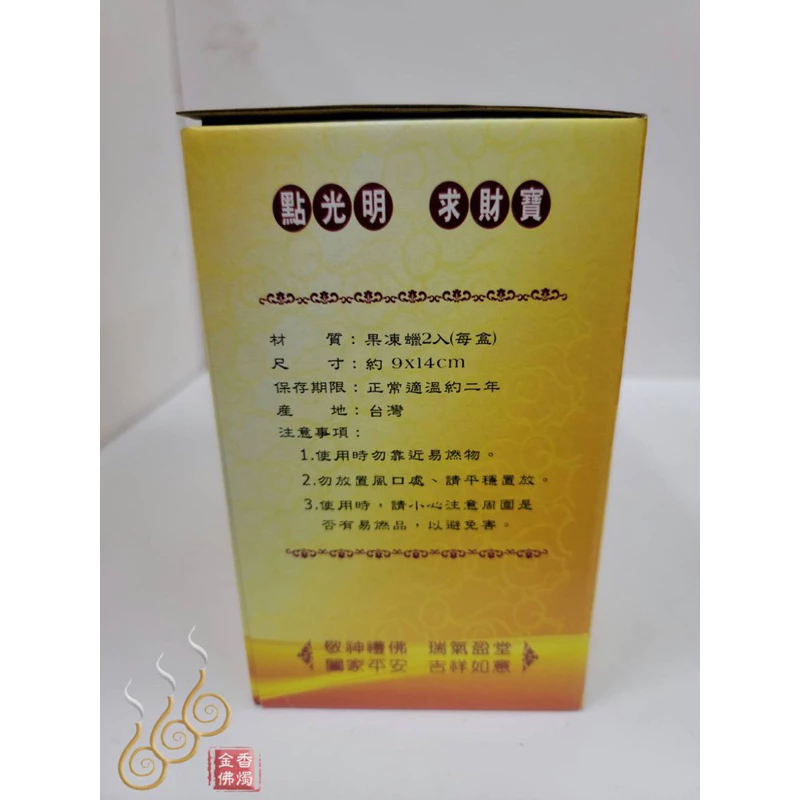 點光明 求財寶
材 質：果凍蠟2入(每盒)
尺 寸：約 9x14cm
保存期限：正常適溫約二年
產 地：台灣
注意事項：
1.使用時勿靠近易燃物。
2.勿放置風口處、請平穩置放。
3.使用時，請小心注意周圍是
否有易燃品，以避免害。
敬神禮佛 瑞氣盈堂
闔家平安 吉祥如意
金香
佛燭